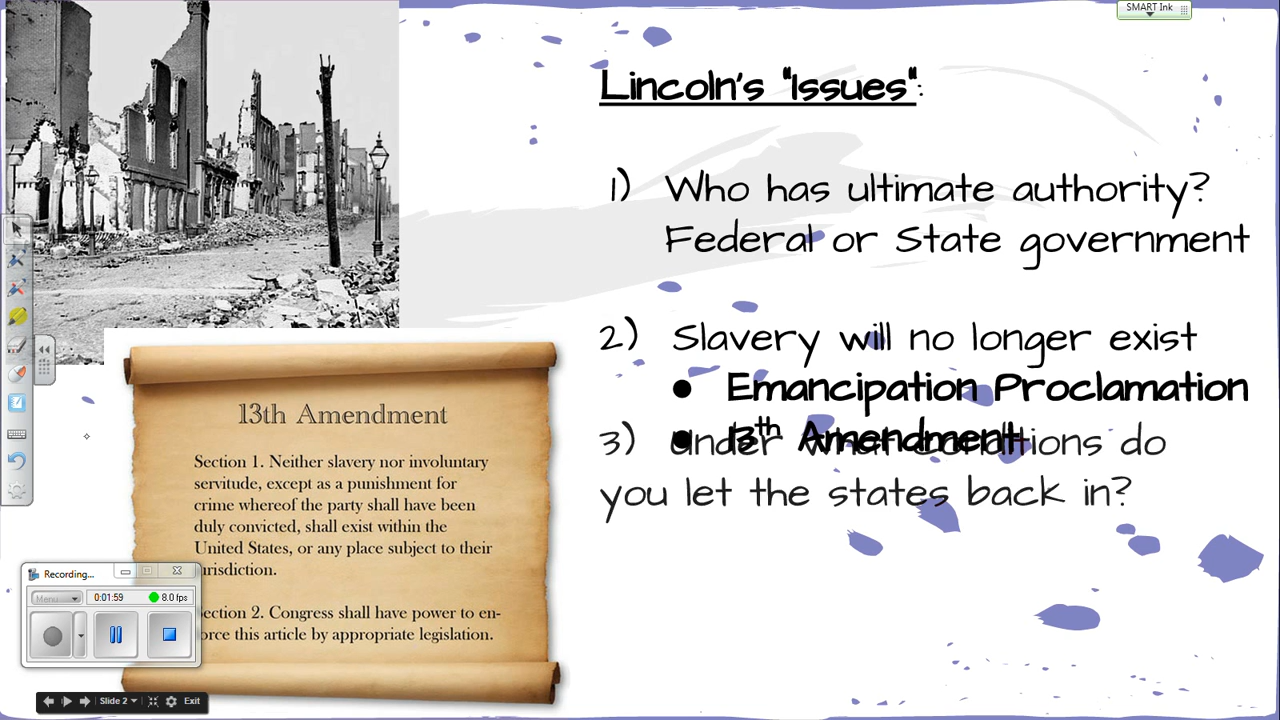 SMART Ink
Lincoln's "Issues":
1) Who has ultimate authority?
Federal or State government
2) Slavery will no longer exist
● Emancipation Proclamation
● 13th Amendment
3) Under what conditions do
you let the states back in?
13th Amendment
Section 1. Neither slavery nor involuntary
servitude, except as a punishment for
crime whereof the party shall have been
duly convicted, shall exist within the
United States, or any place subject to their
urisdiction.
ection 2. Congress shall have power to en-
orce this article by appropriate legislation.
Recording...
Menu
0:01:59
8.0 fps
Slide 2
Exit